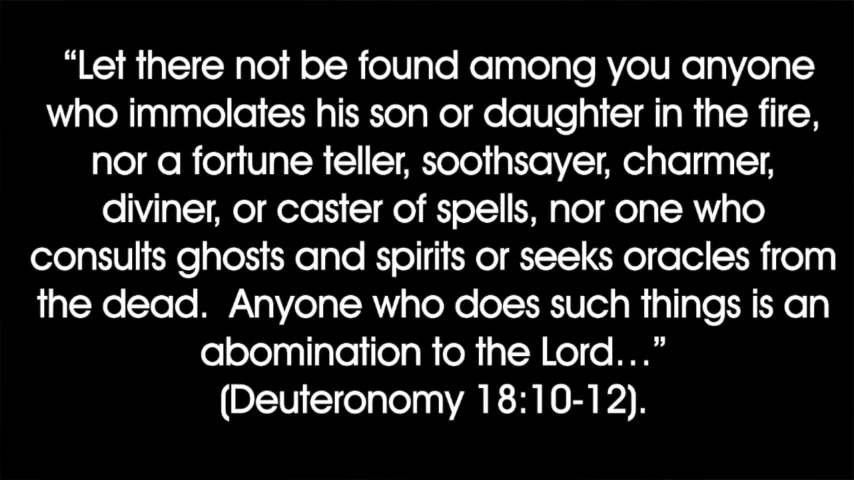 “Let there not be found among you anyone
who immolates his son or daughter in the fire,
nor a fortune teller, soothsayer, charmer,
diviner, or caster of spells, nor one who
consults ghosts and spirits or seeks oracles from
the dead.  Anyone who does such things is an
abomination to the Lord…”
(Deuteronomy 18:10-12).